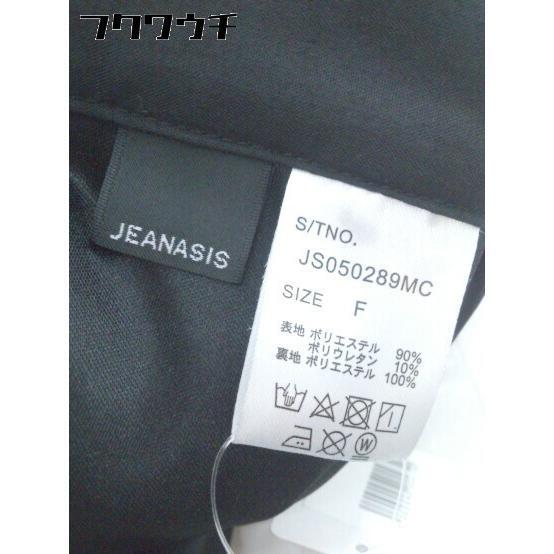 フクワウチ
JEANASIS
S/TNO.
JS050289MC
SIZE F
表地 ポリエステル 90%
ポリウレタン 10%
裏地 ポリエステル 100%
W